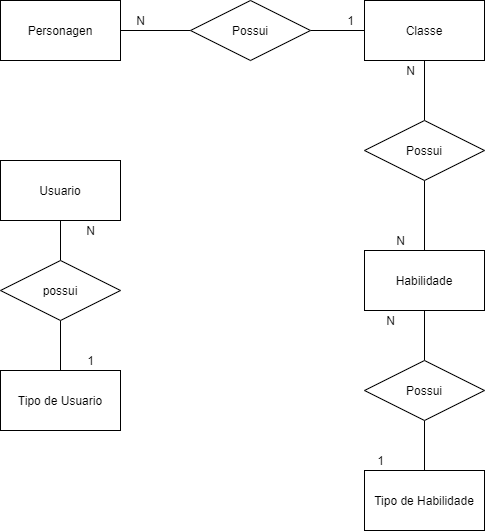 Personagen
N
Possui
1
Classe
N
Possui
N
Habilidade
N
Possui
1
Tipo de Habilidade
Usuario
N
possui
1
Tipo de Usuario